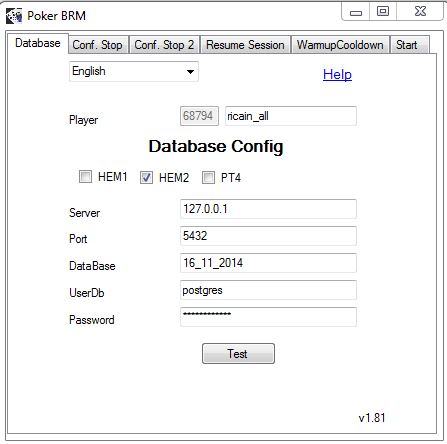 Poker BRM
Database Conf. Stop Conf. Stop 2 Resume Session WarmupCooldown Start
English Help
Player 68794 ricain_all
Database Config
HEM1 HEM2 PT4
Server 127.0.0.1
Port 5432
DataBase 16_11_2014
UserDb postgres
Password ************
Test
v1.81